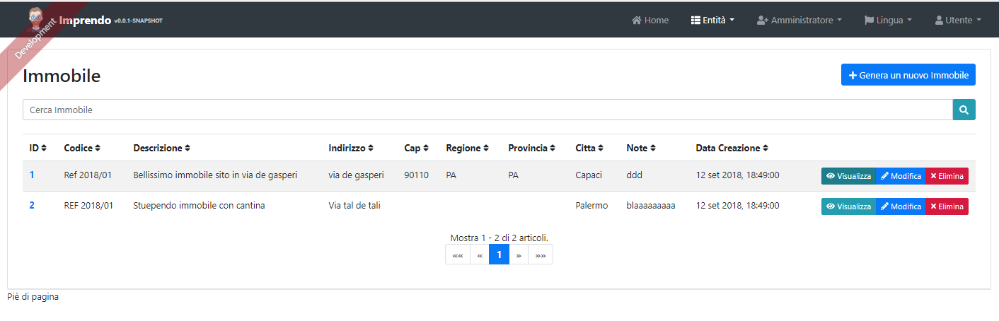 Development
Imprendo v0.0.1-SNAPSHOT Home Entità Amministratore Lingua Utente
Immobile + Genera un nuovo Immobile
Cerca Immobile
ID Codice Descrizione Indirizzo Cap Regione Provincia Citta Note Data Creazione
1 Ref 2018/01 Bellissimo immobile sito in via de gasperi via de gasperi 90110 PA PA Capaci ddd 12 set 2018, 18:49:00 Visualizza Modifica Elimina
2 REF 2018/01 Stuependo immobile con cantina Via tal de tali Palermo blaaaaaaaaa 12 set 2018, 18:49:00 Visualizza Modifica Elimina
Mostra 1 - 2 di 2 articoli.
«« « 1 » »»
Piè di pagina